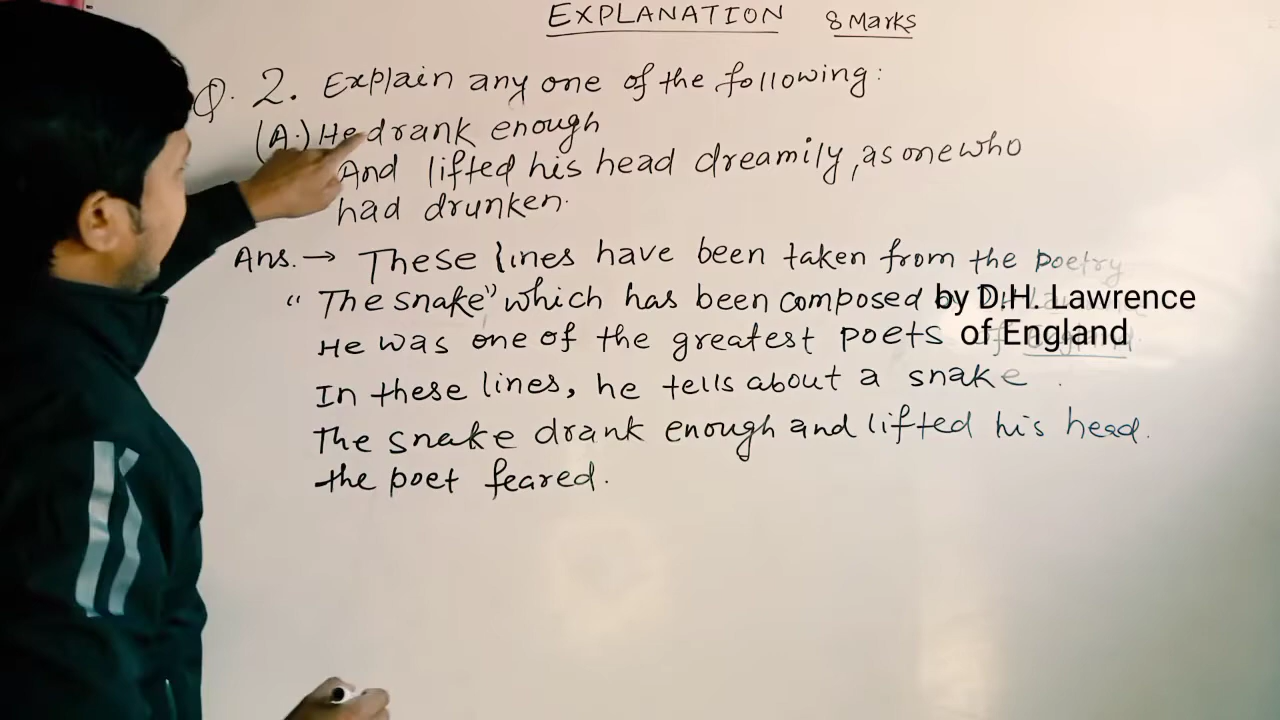 EXPLANATION 8 Marks
Q. 2. Explain any one of the following:
(A.) He drank enough
And lifted his head dreamily, as one who
had drunken.
Ans. → These lines have been taken from the poetry
"The snake" which has been composed by D.H. Lawrence
He was one of the greatest poets of England
In these lines, he tells about a snake.
The snake drank enough and lifted his head.
the poet feared.